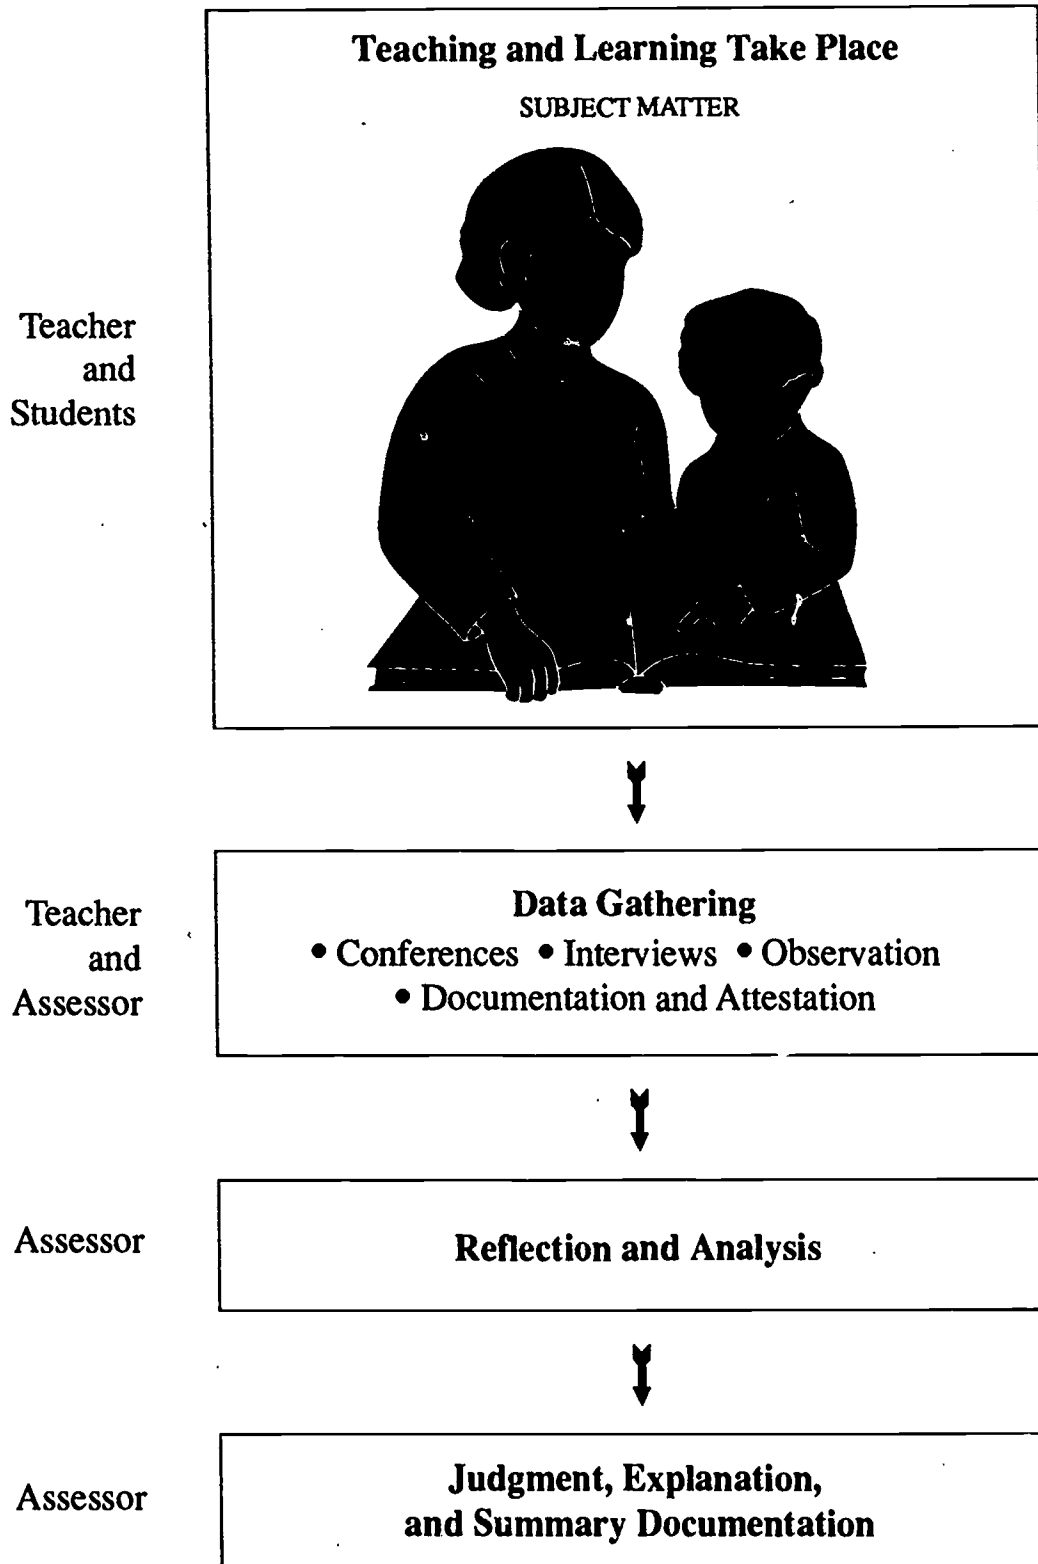 Teaching and Learning Take Place
SUBJECT MATTER
Teacher
and
Students
Teacher
and
Assessor
Data Gathering
• Conferences • Interviews • Observation
• Documentation and Attestation
Assessor
Reflection and Analysis
Assessor
Judgment, Explanation,
and Summary Documentation